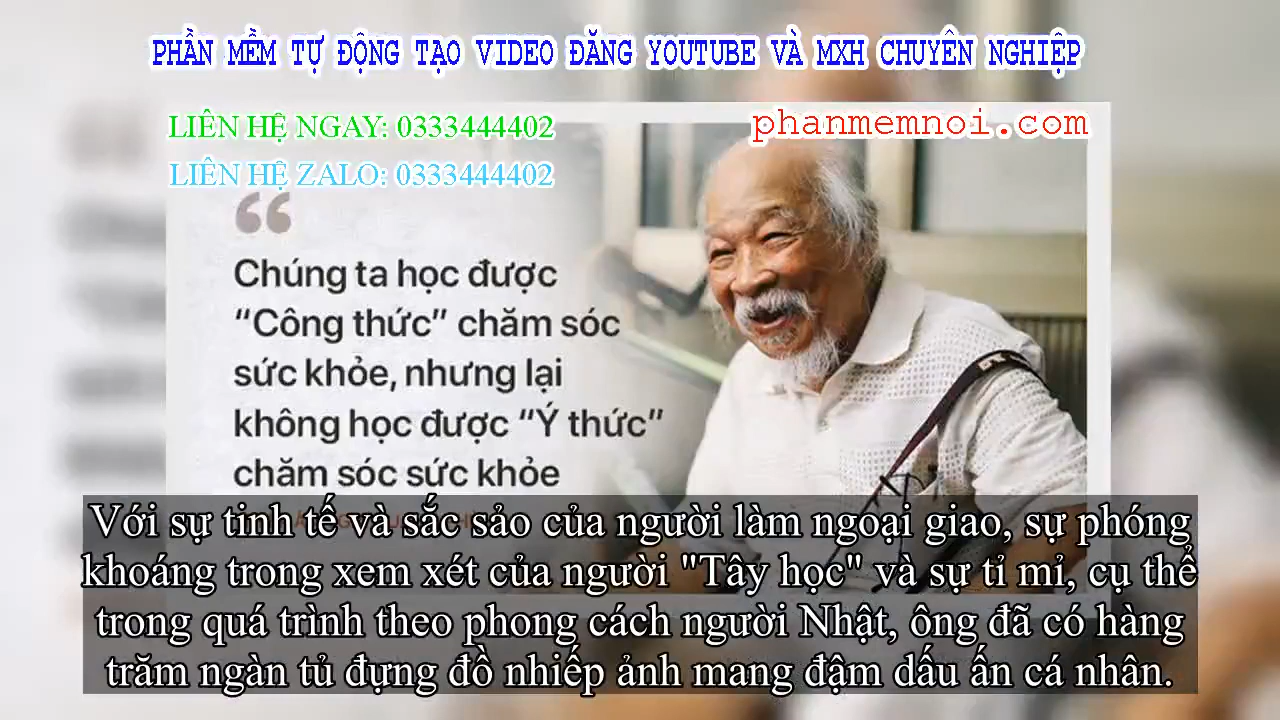 PHẦN MỀM TỰ ĐỘNG TẠO VIDEO ĐĂNG YOUTUBE VÀ MXH CHUYÊN NGHIỆP
LIÊN HỆ NGAY: 0333444402
phanmemnoi.com
LIÊN HỆ ZALO: 0333444402
“
Chúng ta học được
“Công thức” chăm sóc
sức khỏe, nhưng lại
không học được “Ý thức”
chăm sóc sức khỏe
Với sự tinh tế và sắc sảo của người làm ngoại giao, sự phóng
khoáng trong xem xét của người "Tây học" và sự tỉ mỉ, cụ thể
trong quá trình theo phong cách người Nhật, ông đã có hàng
trăm ngàn tủ đựng đồ nhiếp ảnh mang đậm dấu ấn cá nhân.